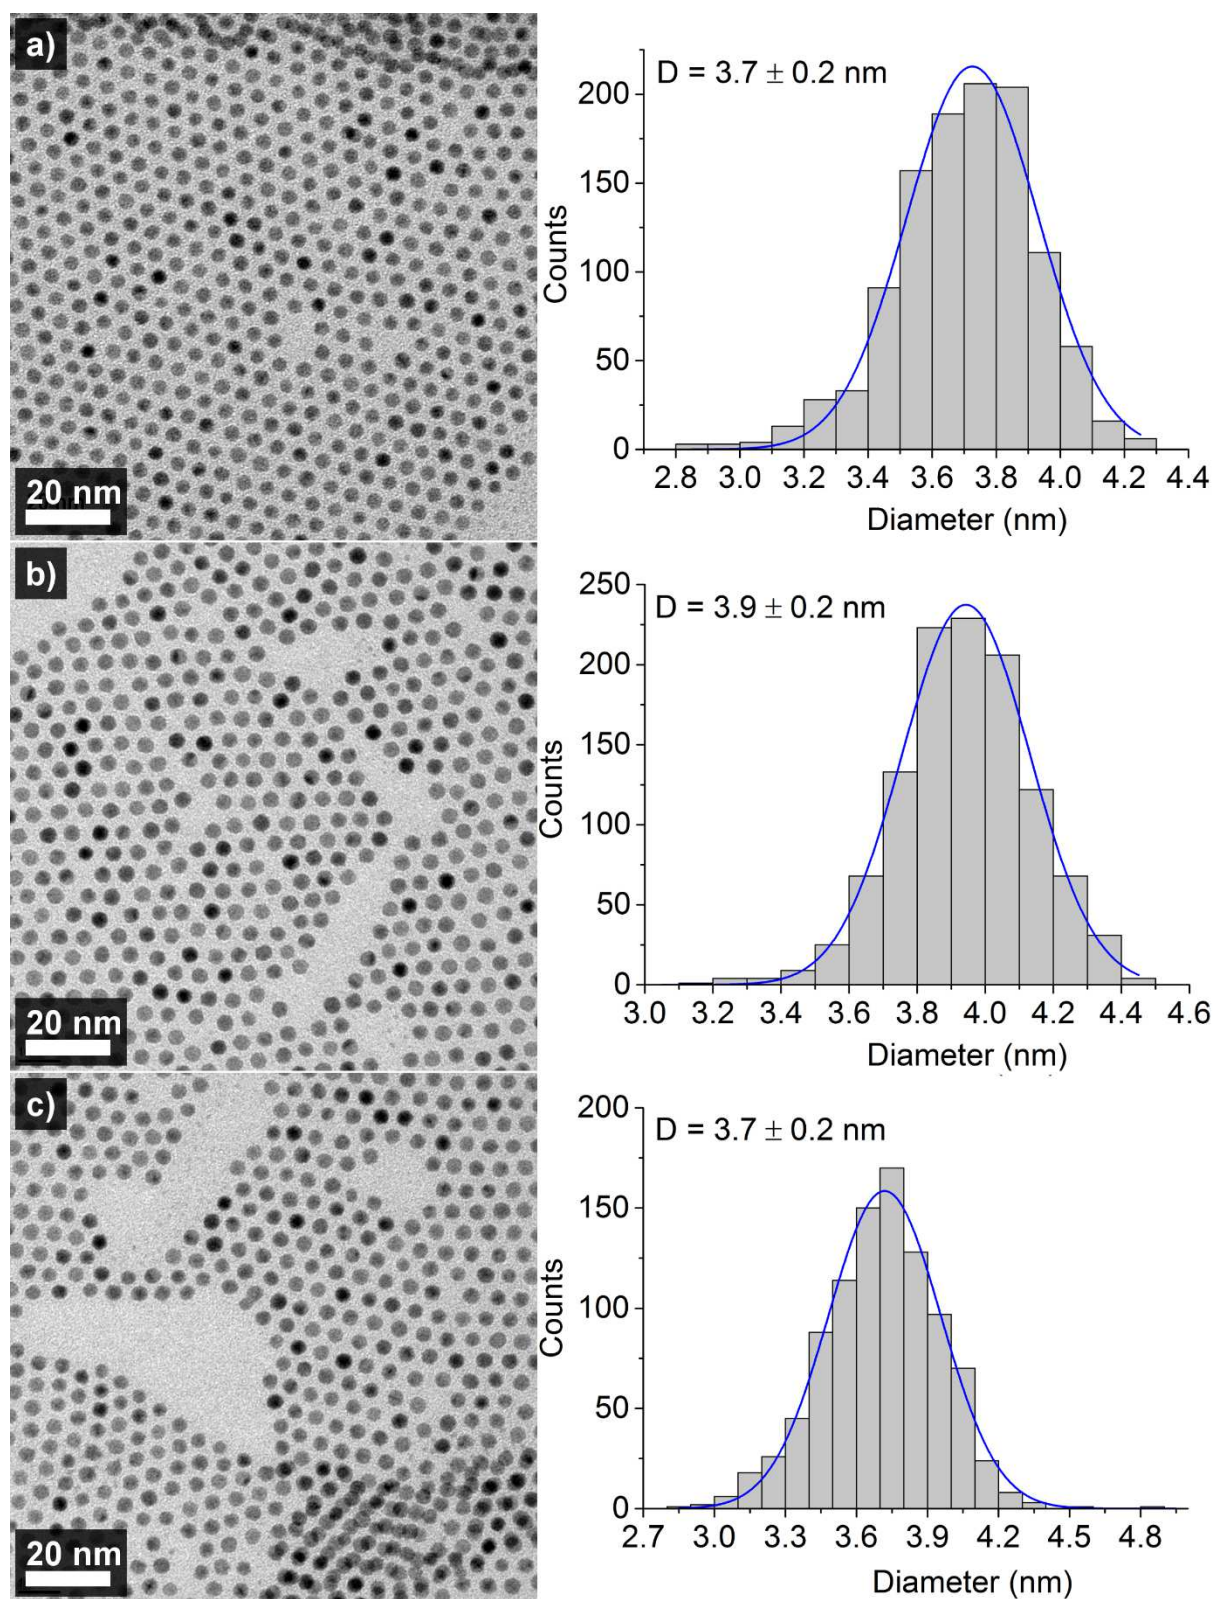 a)
20 nm
D = 3.7 ± 0.2 nm
200
150
100
50
0
Counts
2.8 3.0 3.2 3.4 3.6 3.8 4.0 4.2 4.4
Diameter (nm)
b)
20 nm
D = 3.9 ± 0.2 nm
250
200
150
100
50
0
Counts
3.0 3.2 3.4 3.6 3.8 4.0 4.2 4.4 4.6
Diameter (nm)
c)
20 nm
D = 3.7 ± 0.2 nm
200
150
100
50
0
Counts
2.7 3.0 3.3 3.6 3.9 4.2 4.5 4.8
Diameter (nm)